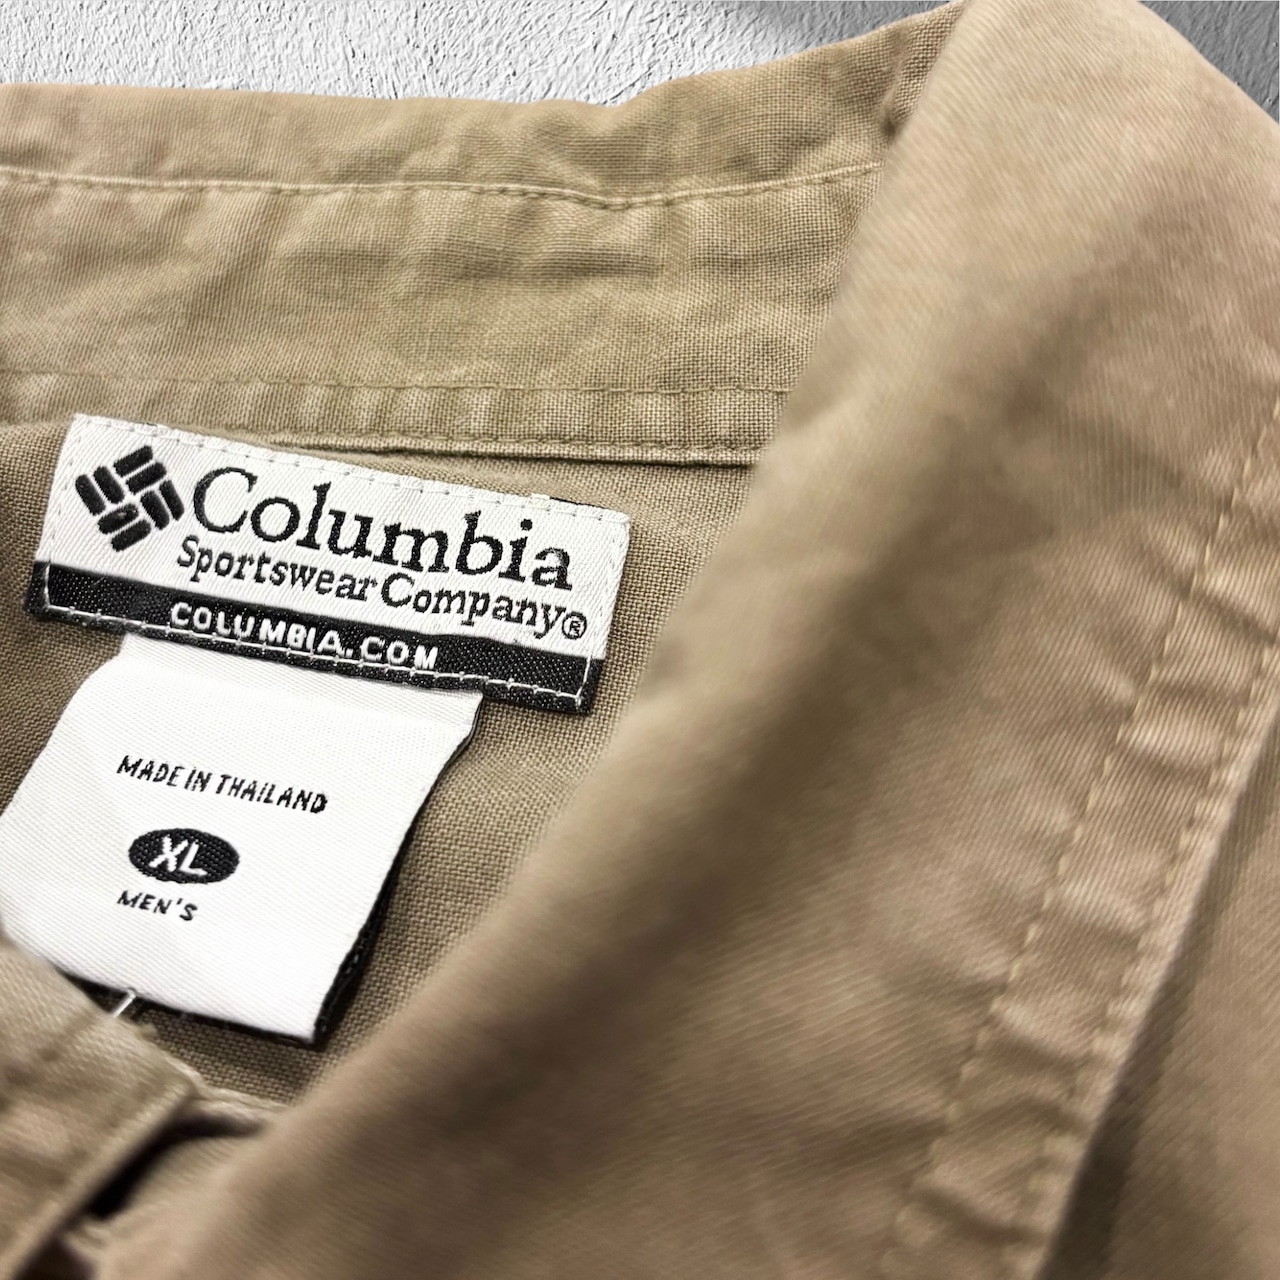 Columbia
Sportswear Company®
COLUMBIA.COM
MADE IN THAILAND
XL
MEN'S